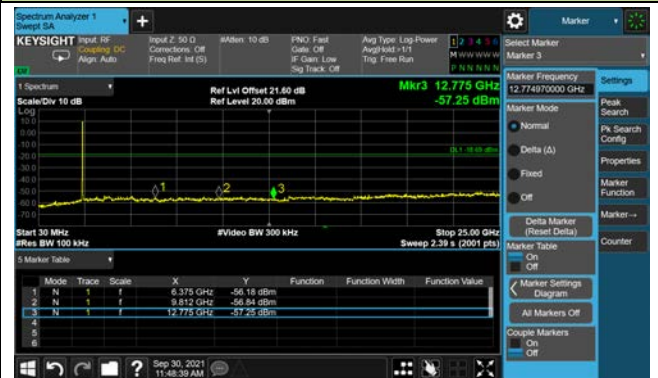 Spectrum Analyzer 1
Swept SA
Marker
KEYSIGHT
Input: RF
Coupling: DC
Align: Auto
Input Z: 50 Ω
Corrections: Off
Freq Ref: Int (S)
#Atten: 10 dB
PNO: Fast
Gate: Off
IF Gain: Low
Sig Track: Off
Avg Type: Log-Power
Avg|Hold:>1/1
Trig: Free Run
1 2 3 4 5 6
M W W W W W
P N N N N N
Select Marker
Marker 3
1 Spectrum
Scale/Div 10 dB
Ref Lvl Offset 21.60 dB
Ref Level 20.00 dBm
Mkr3 12.775 GHz
-57.25 dBm
Log
10.0
0.00
-10.0
-20.0
-30.0
-40.0
-50.0
-60.0
-70.0
1
2
3
Start 30 MHz
#Res BW 100 kHz
#Video BW 300 kHz
Stop 25.00 GHz
Sweep 2.39 s (2001 pts)
5 Marker Table
Mode Trace Scale X Y Function Function Width Function Value
1 N 1 f 6.375 GHz -56.18 dBm
2 N 1 f 9.812 GHz -56.84 dBm
3 N 1 f 12.775 GHz -57.25 dBm
4
5
6
Marker Frequency
12.774970000 GHz
Marker Mode
Normal
Delta (Δ)
Fixed
Off
Delta Marker
(Reset Delta)
Marker Table
On
Off
Marker Settings
Diagram
All Markers Off
Couple Markers
On
Off
Settings
Peak
Search
Pk Search
Config
Properties
Marker
Function
Marker→
Counter
Sep 30, 2021
11:48:39 AM